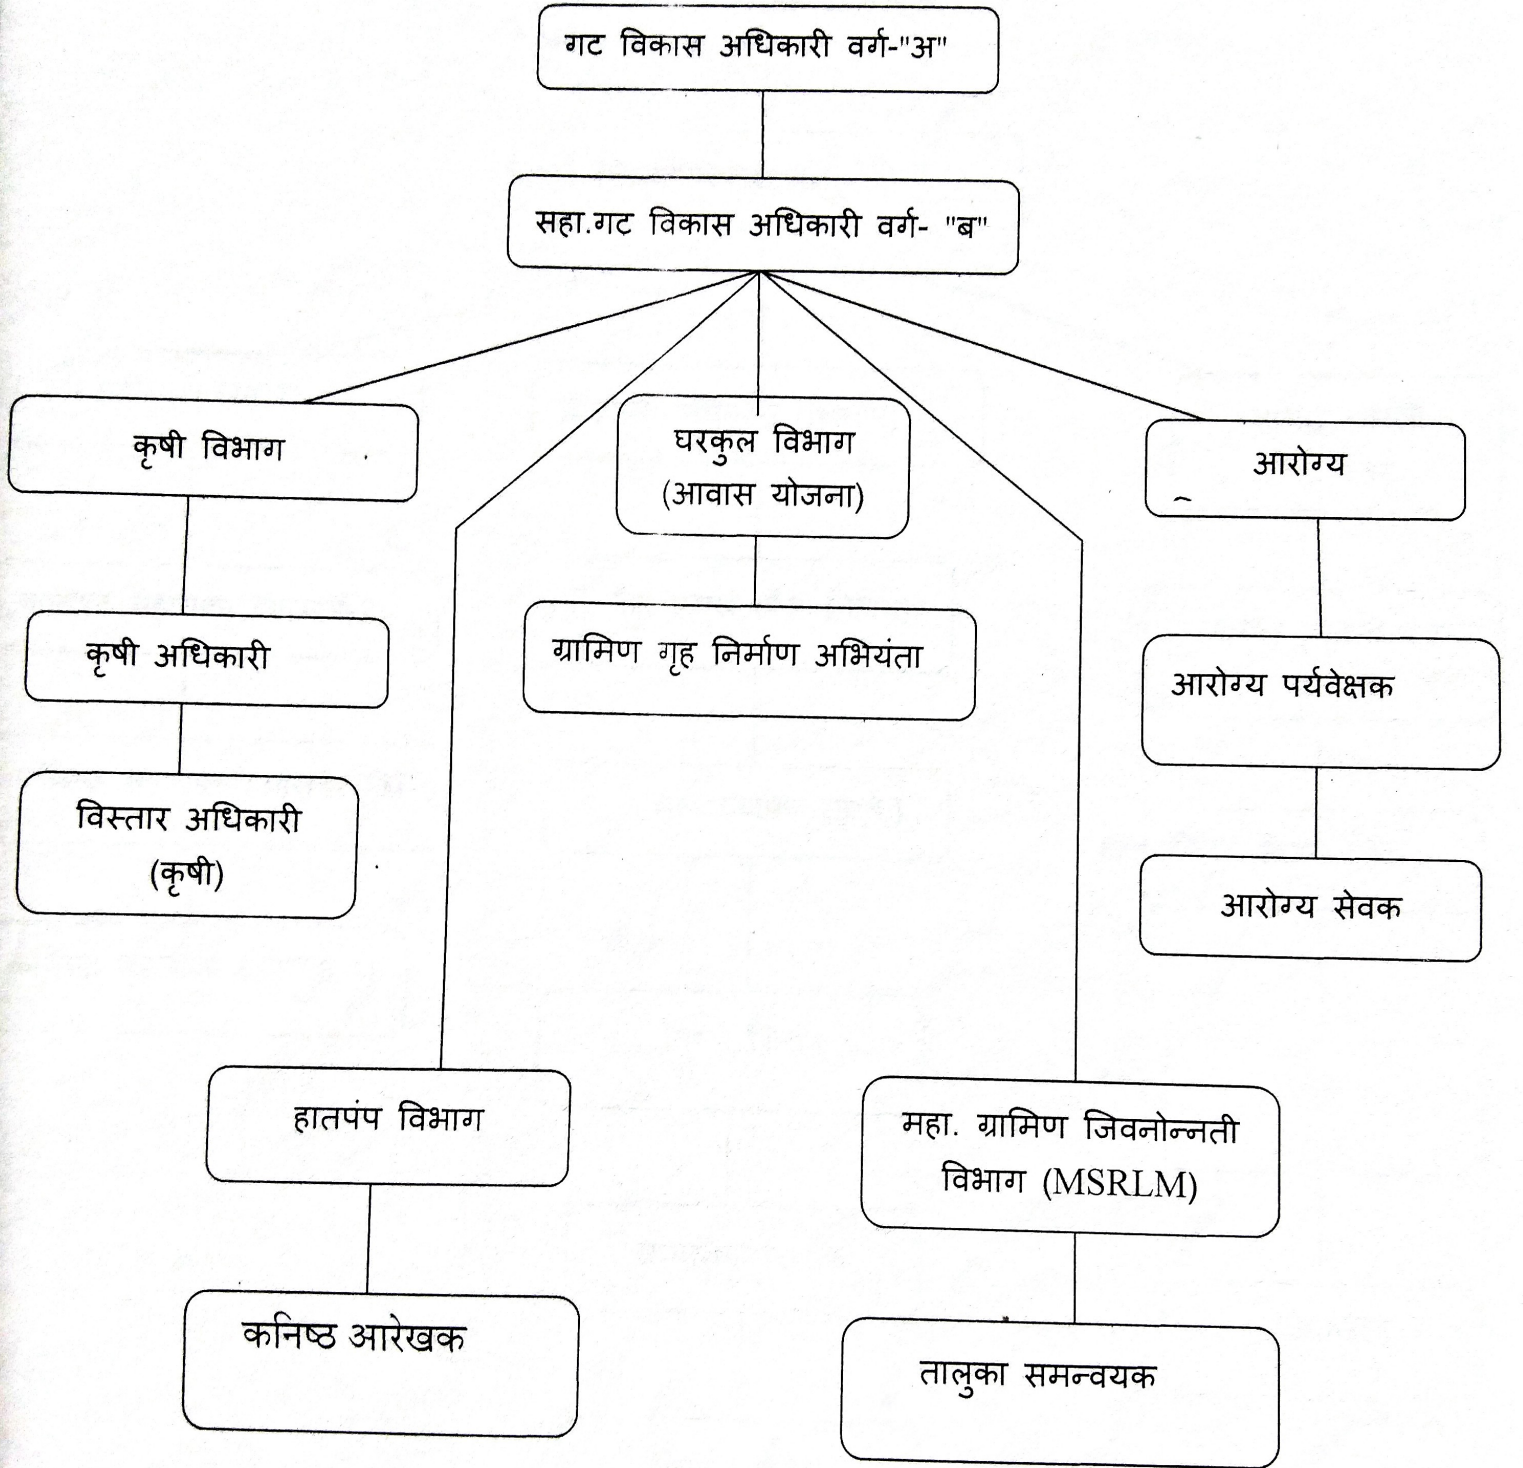 गट विकास अधिकारी वर्ग-"अ"
सहा.गट विकास अधिकारी वर्ग- "ब"
कृषी विभाग
घरकुल विभाग
(आवास योजना)
आरोग्य
कृषी अधिकारी
ग्रामिण गृह निर्माण अभियंता
आरोग्य पर्यवेक्षक
विस्तार अधिकारी
(कृषी)
आरोग्य सेवक
हातपंप विभाग
महा. ग्रामिण जिवनोन्नती
विभाग (MSRLM)
कनिष्ठ आरेखक
तालुका समन्वयक